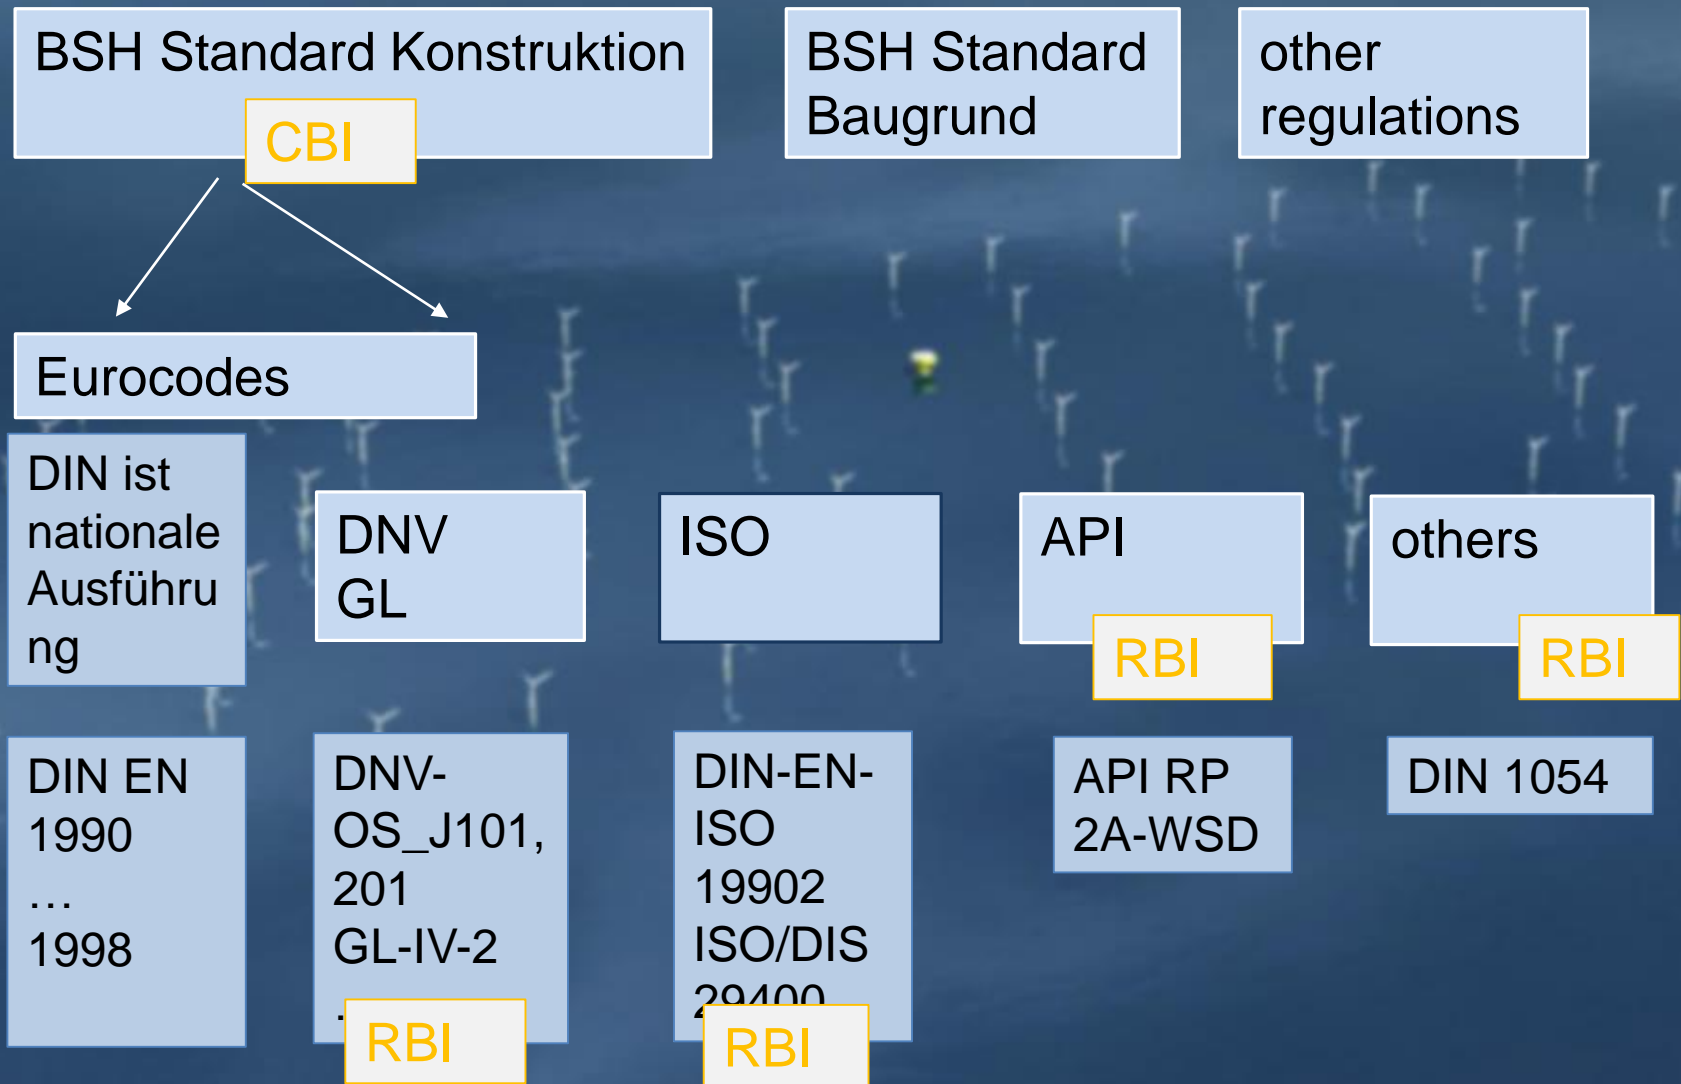 BSH Standard Konstruktion
CBI
BSH Standard
Baugrund
other
regulations
Eurocodes
DIN ist
nationale
Ausführu
ng
DNV
GL
ISO
API
RBI
others
RBI
DIN EN
1990
…
1998
DNV-
OS_J101,
201
GL-IV-2
RBI
DIN-EN-
ISO
19902
ISO/DIS
29400
RBI
API RP
2A-WSD
DIN 1054